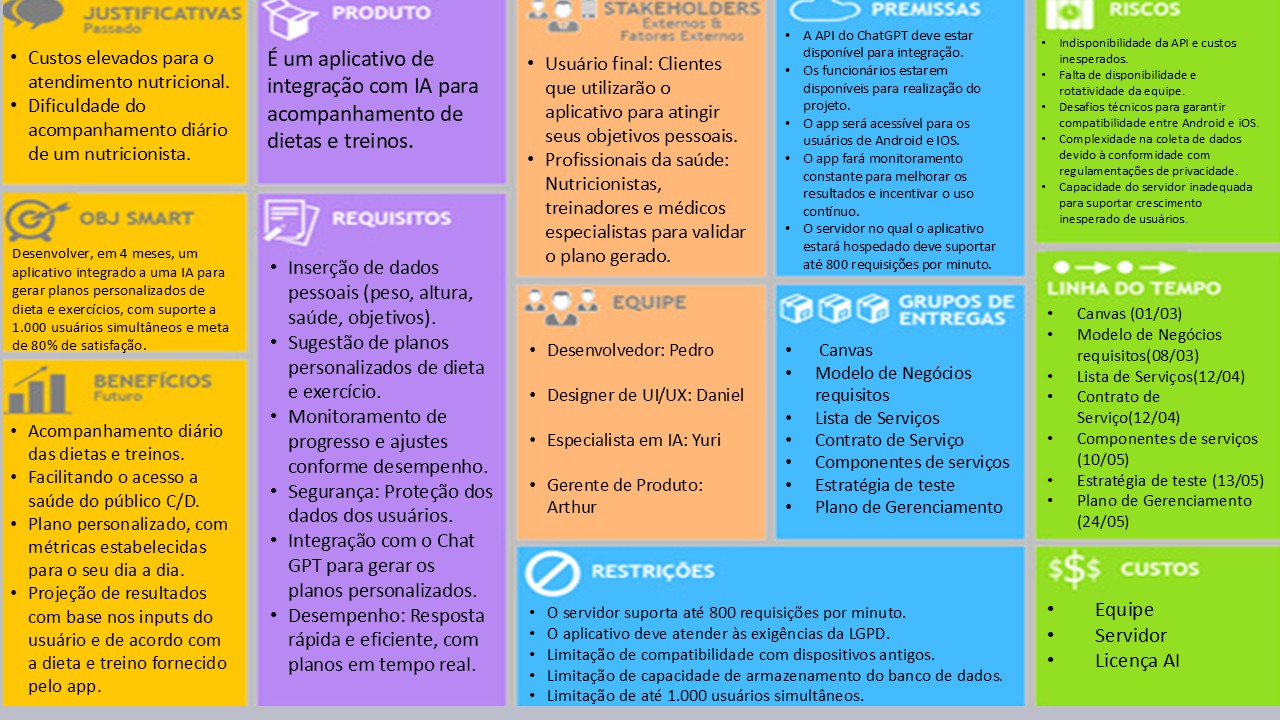 JUSTIFICATIVAS
Passado
• Custos elevados para o
atendimento nutricional.
• Dificuldade do
acompanhamento diário
de um nutricionista.
OBJ SMART
Desenvolver, em 4 meses, um
aplicativo integrado a uma IA para
gerar planos personalizados de
dieta e exercícios, com suporte a
1.000 usuários simultâneos e meta
de 80% de satisfação.
BENEFÍCIOS
Futuro
• Acompanhamento diário
das dietas e treinos.
• Facilitando o acesso a
saúde do público C/D.
• Plano personalizado, com
métricas estabelecidas
para o seu dia a dia.
• Projeção de resultados
com base nos inputs do
usuário e de acordo com
a dieta e treino fornecido
pelo app.
PRODUTO
É um aplicativo de
integração com IA para
acompanhamento de
dietas e treinos.
REQUISITOS
• Inserção de dados
pessoais (peso, altura,
saúde, objetivos).
• Sugestão de planos
personalizados de dieta
e exercício.
• Monitoramento de
progresso e ajustes
conforme desempenho.
• Segurança: Proteção dos
dados dos usuários.
• Integração com o Chat
GPT para gerar os
planos personalizados.
• Desempenho: Resposta
rápida e eficiente, com
planos em tempo real.
STAKEHOLDERS
Externos &
Fatores Externos
• Usuário final: Clientes
que utilizarão o
aplicativo para atingir
seus objetivos pessoais.
• Profissionais da saúde:
Nutricionistas,
treinadores e médicos
especialistas para validar
o plano gerado.
EQUIPE
• Desenvolvedor: Pedro
• Designer de UI/UX: Daniel
• Especialista em IA: Yuri
• Gerente de Produto:
Arthur
PREMISSAS
• A API do ChatGPT deve estar
disponível para integração.
• Os funcionários estarem
disponíveis para realização do
projeto.
• O app será acessível para os
usuários de Android e IOS.
• O app fará monitoramento
constante para melhorar os
resultados e incentivar o uso
contínuo.
• O servidor no qual o aplicativo
estará hospedado deve suportar
até 800 requisições por minuto.
GRUPOS DE
ENTREGAS
• Canvas
• Modelo de Negócios
requisitos
• Lista de Serviços
• Contrato de Serviço
• Componentes de serviços
• Estratégia de teste
• Plano de Gerenciamento
RESTRIÇÕES
• O servidor suporta até 800 requisições por minuto.
• O aplicativo deve atender às exigências da LGPD.
• Limitação de compatibilidade com dispositivos antigos.
• Limitação de capacidade de armazenamento do banco de dados.
• Limitação de até 1.000 usuários simultâneos.
RISCOS
• Indisponibilidade da API e custos
inesperados.
• Falta de disponibilidade e
rotatividade da equipe.
• Desafios técnicos para garantir
compatibilidade entre Android e iOS.
• Complexidade na coleta de dados
devido à conformidade com
regulamentações de privacidade.
• Capacidade do servidor inadequada
para suportar crescimento
inesperado de usuários.
LINHA DO TEMPO
• Canvas (01/03)
• Modelo de Negócios
requisitos(08/03)
• Lista de Serviços(12/04)
• Contrato de
Serviço(12/04)
• Componentes de serviços
(10/05)
• Estratégia de teste (13/05)
• Plano de Gerenciamento
(24/05)
$$$ CUSTOS
• Equipe
• Servidor
• Licença AI